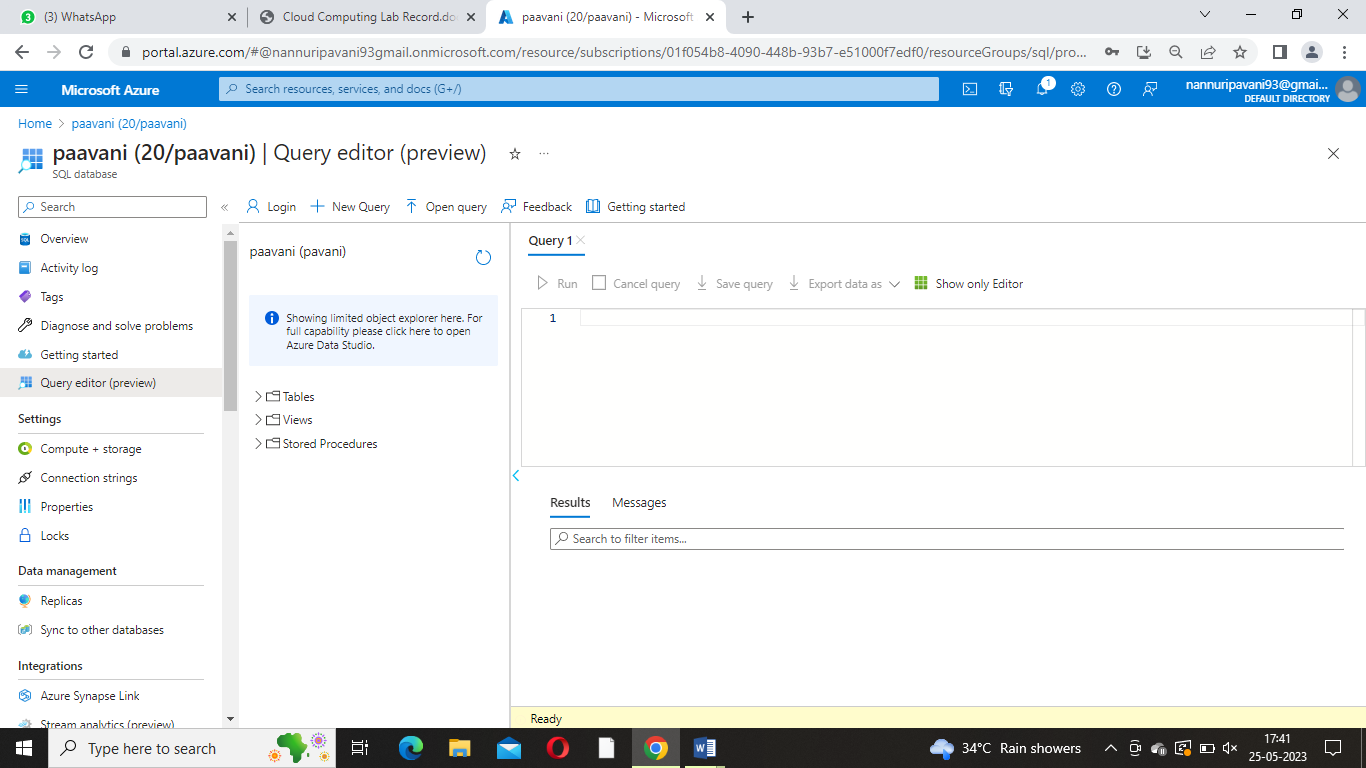 (3) WhatsApp
Cloud Computing Lab Record.do
paavani (20/paavani) - Microsoft
portal.azure.com/#@nannuripavani93gmail.onmicrosoft.com/resource/subscriptions/01f054b8-4090-448b-93b7-e51000f7edf0/resourceGroups/sql/pro...
Microsoft Azure
Search resources, services, and docs (G+/)
1
nannuripavani93@gmai...
DEFAULT DIRECTORY
Home > paavani (20/paavani)
paavani (20/paavani) | Query editor (preview)
...
SQL database
Search
«
Login
New Query
Open query
Feedback
Getting started
Overview
Activity log
Tags
Diagnose and solve problems
Getting started
Query editor (preview)
Settings
Compute + storage
Connection strings
Properties
Locks
Data management
Replicas
Sync to other databases
Integrations
Azure Synapse Link
Stream analytics (preview)
paavani (pavani)
Showing limited object explorer here. For
full capability please click here to open
Azure Data Studio.
Tables
Views
Stored Procedures
Query 1
Run
Cancel query
Save query
Export data as
Show only Editor
1
Results
Messages
Search to filter items...
Ready
Type here to search
34°C Rain showers
17:41
25-05-2023